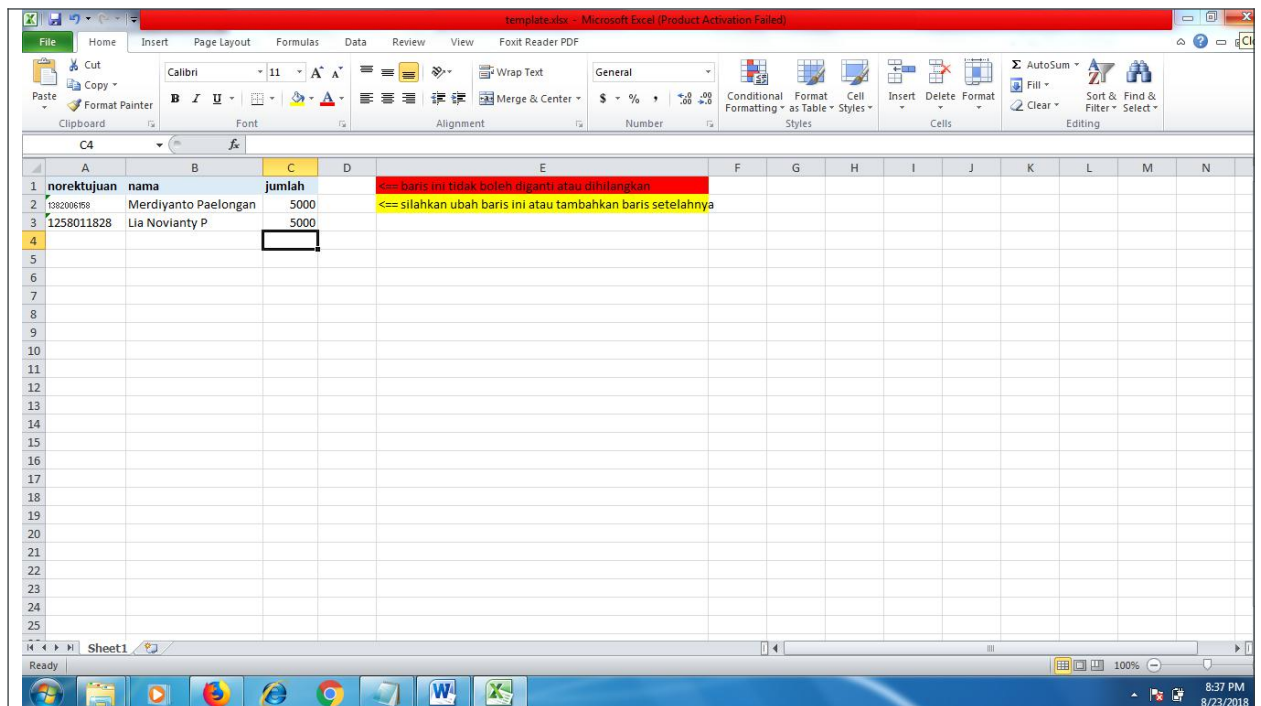 template.xlsx - Microsoft Excel (Product Activation Failed)
File Home Insert Page Layout Formulas Data Review View Foxit Reader PDF
Clo
Cut
Copy
Format Painter
Paste
Clipboard
Calibri 11
B I U
Font
Wrap Text
Merge & Center
Alignment
General
$ % ,
Number
Conditional Formatting
Format as Table
Cell Styles
Styles
Insert Delete Format
Cells
Σ AutoSum
Fill
Clear
Sort & Filter
Find & Select
Editing
C4 fx
A B C D E F G H I J K L M N
1 norektujuan nama jumlah <== baris ini tidak boleh diganti atau dihilangkan
2 1382006158 Merdiyanto Paelongan 5000 <== silahkan ubah baris ini atau tambahkan baris setelahnya
3 1258011828 Lia Novianty P 5000
4
5
6
7
8
9
10
11
12
13
14
15
16
17
18
19
20
21
22
23
24
25
Sheet1
Ready 100%
8:37 PM
8/23/2018